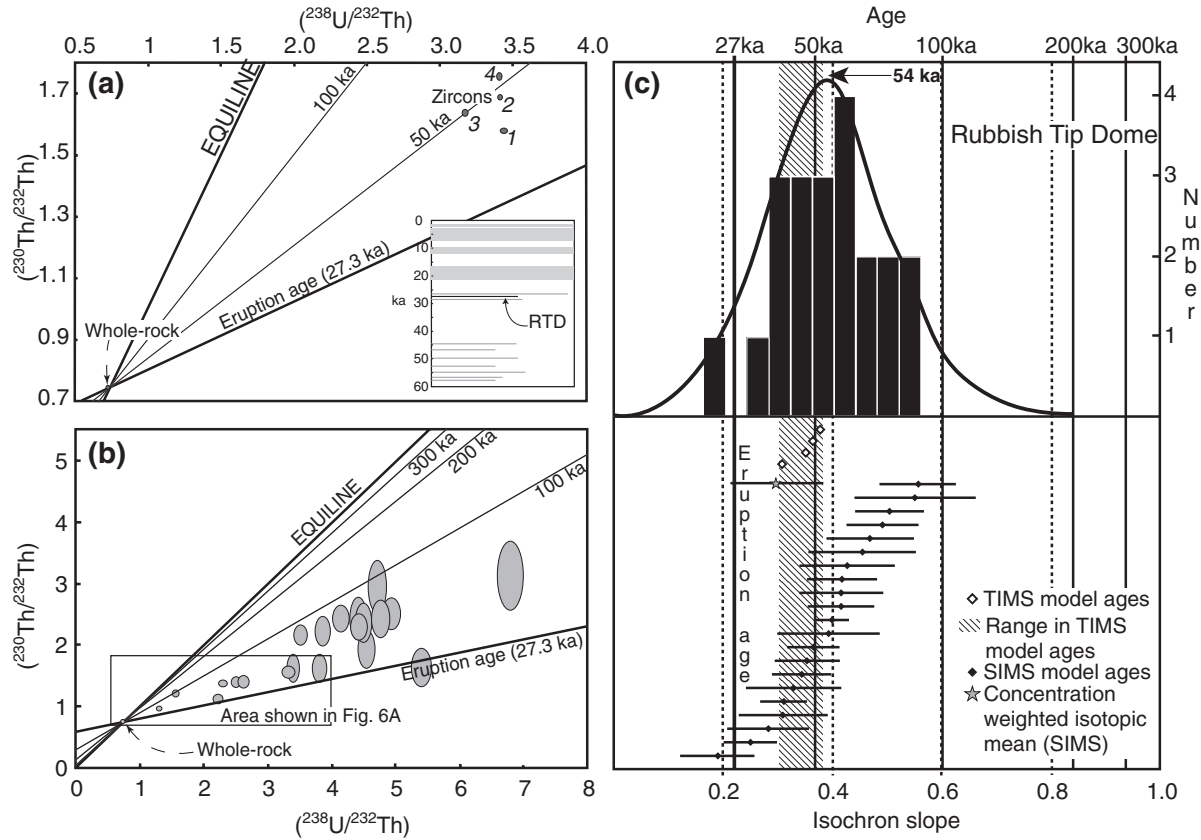 (²³⁸U/²³²Th)
0.5 1 1.5 2.0 2.5 3.0 3.5 4.0
(a)
(²³⁰Th/²³²Th)
1.7
1.5
1.3
1.1
0.9
0.7
EQUILINE
100 ka
50 ka
Zircons
4
2
3
1
Eruption age (27.3 ka)
Whole-rock
0
10
20
ka 30
40
50
60
RTD
(b)
(²³⁰Th/²³²Th)
5
4
3
2
1
0
EQUILINE
300 ka
200 ka
100 ka
Eruption age (27.3 ka)
Area shown in Fig. 6A
Whole-rock
0 1 2 3 4 5 6 7 8
(²³⁸U/²³²Th)
Age
27ka 50ka 100ka 200ka 300ka
(c)
54 ka
Rubbish Tip Dome
4
3
2
1
Number
Eruption age
TIMS model ages
Range in TIMS
model ages
SIMS model ages
Concentration
weighted isotopic
mean (SIMS)
0.2 0.4 0.6 0.8 1.0
Isochron slope